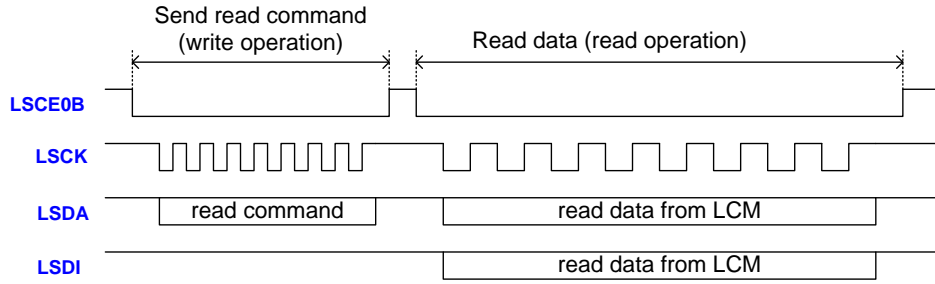 Send read command
(write operation)
Read data (read operation)
LSCE0B
LSCK
LSDA
read command
read data from LCM
LSDI
read data from LCM